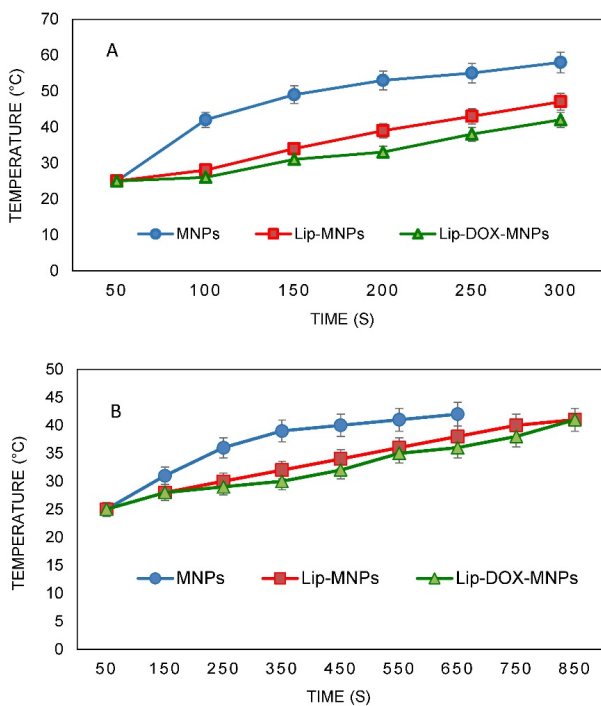 A
TEMPERATURE (°C)
70
60
50
40
30
20
10
0
MNPs Lip-MNPs Lip-DOX-MNPs
50 100 150 200 250 300
TIME (S)
B
TEMPERATURE (°C)
50
45
40
35
30
25
20
15
10
5
0
MNPs Lip-MNPs Lip-DOX-MNPs
50 150 250 350 450 550 650 750 850
TIME (S)